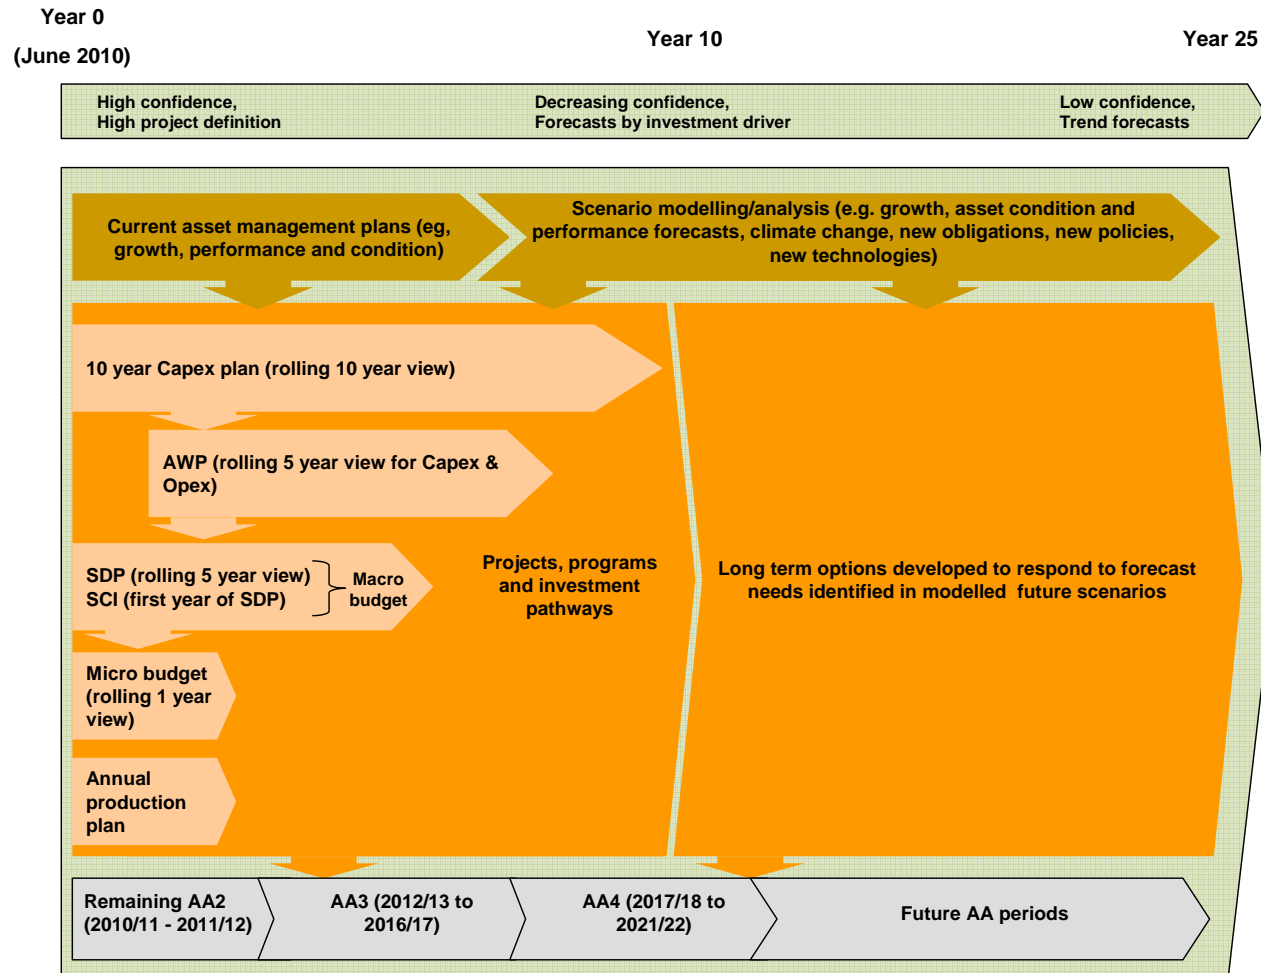 Year 0
(June 2010)
Year 10
Year 25
High confidence,
High project definition
Decreasing confidence,
Forecasts by investment driver
Low confidence,
Trend forecasts
Current asset management plans (eg,
growth, performance and condition)
Scenario modelling/analysis (e.g. growth, asset condition and
performance forecasts, climate change, new obligations, new policies,
new technologies)
10 year Capex plan (rolling 10 year view)
AWP (rolling 5 year view for Capex &
Opex)
SDP (rolling 5 year view)
SCI (first year of SDP)
Macro
budget
Micro budget
(rolling 1 year
view)
Annual
production
plan
Projects, programs
and investment
pathways
Long term options developed to respond to forecast
needs identified in modelled future scenarios
Remaining AA2
(2010/11 - 2011/12)
AA3 (2012/13 to
2016/17)
AA4 (2017/18 to
2021/22)
Future AA periods